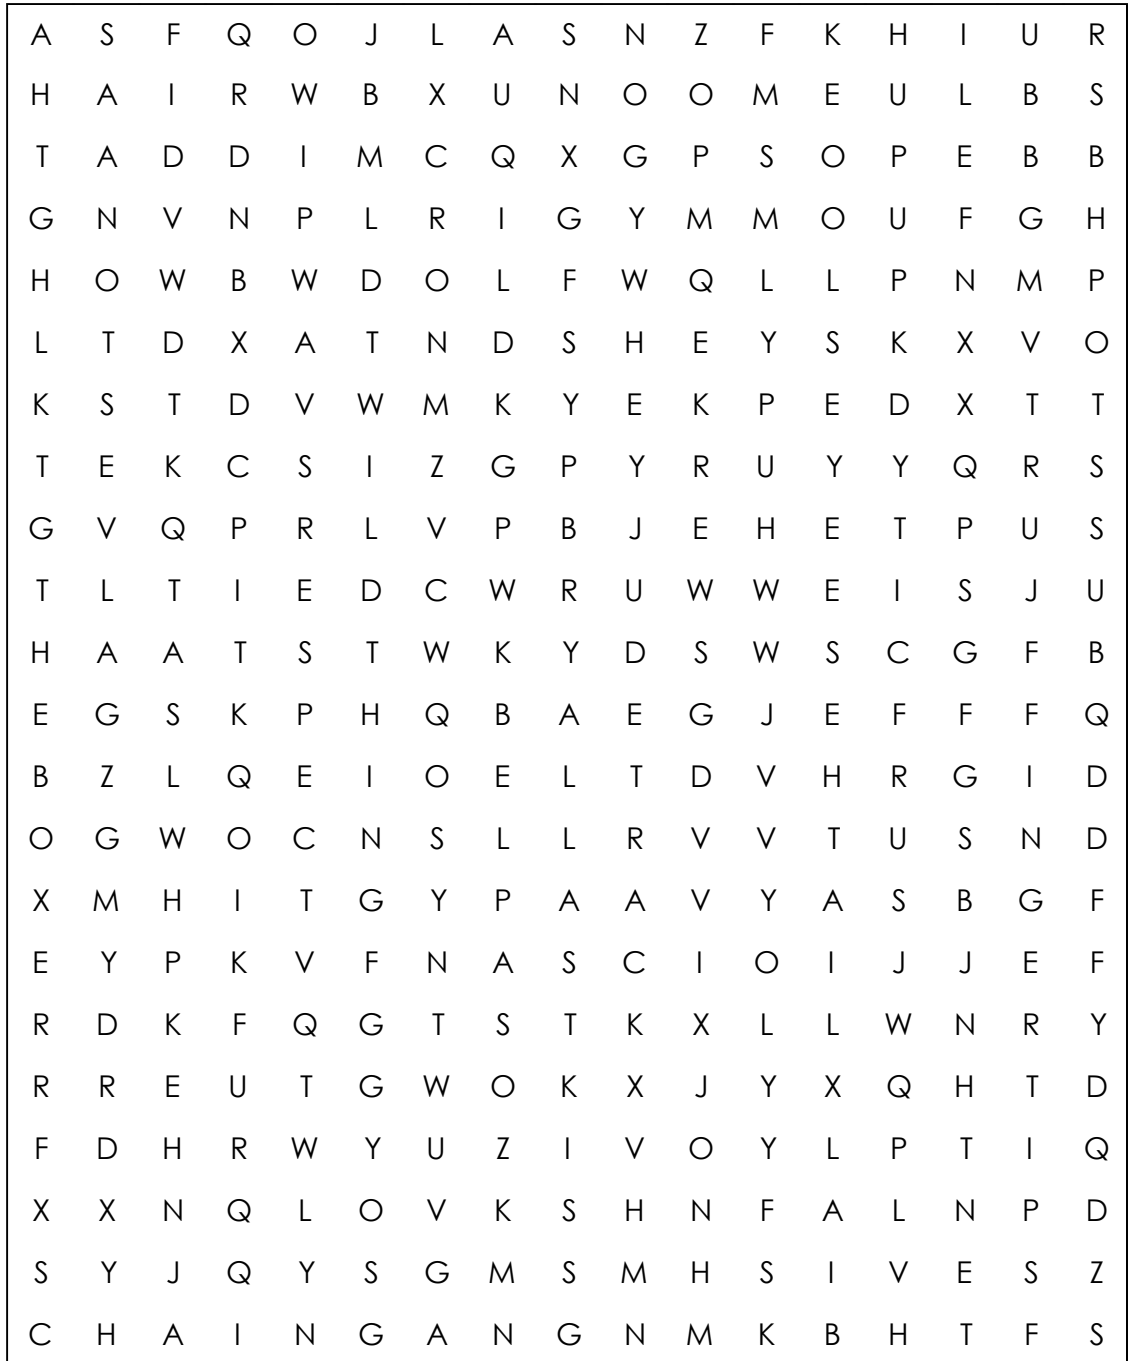 A S F Q O J L A S N Z F K H I U R
H A I R W B X U N O O M E U L B S
T A D D I M C Q X G P S O P E B B
G N V N P L R I G Y M M O U F G H
H O W B W D O L F W Q L L P N M P
L T D X A T N D S H E Y S K X V O
K S T D V W M K Y E K P E D X T T
T E K C S I Z G P Y R U Y Y Q R S
G V Q P R L V P B J E H E T P U S
T L T I E D C W R U W W E I S J U
H A A T S T W K Y D S W S C G F B
E G S K P H Q B A E G J E F F F Q
B Z L Q E I O E L T D V H R G I D
O G W O C N S L L R V V T U S N D
X M H I T G Y P A A V Y A S B G F
E Y P K V F N A S C I O I J J E F
R D K F Q G T S T K X L L W N R Y
R R E U T G W O K X J Y X Q H T D
F D H R W Y U Z I V O Y L P T I Q
X X N Q L O V K S H N F A L N P D
S Y J Q Y S G M S M H S I V E S Z
C H A I N G A N G N M K B H T F S